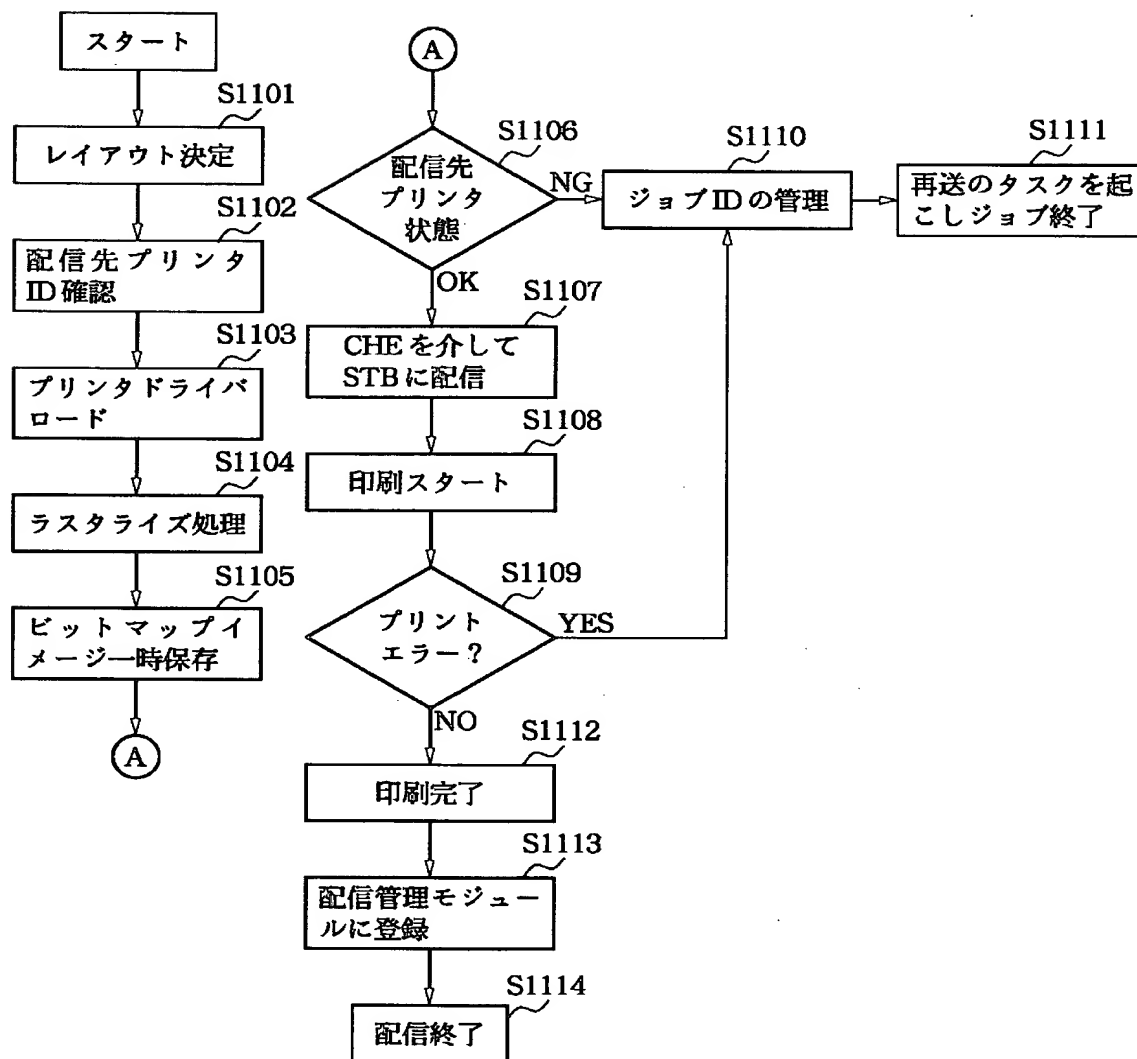 スタート
S1101
レイアウト決定
S1102
配信先プリンタ
ID確認
S1103
プリンタドライバ
ロード
S1104
ラスタライズ処理
S1105
ビットマップイ
メージ一時保存
A
A
S1106
配信先
プリンタ
状態
NG
OK
S1110
ジョブIDの管理
S1111
再送のタスクを起
こしジョブ終了
S1107
CHEを介して
STBに配信
S1108
印刷スタート
S1109
プリント
エラー?
YES
NO
S1112
印刷完了
S1113
配信管理モジュー
ルに登録
S1114
配信終了